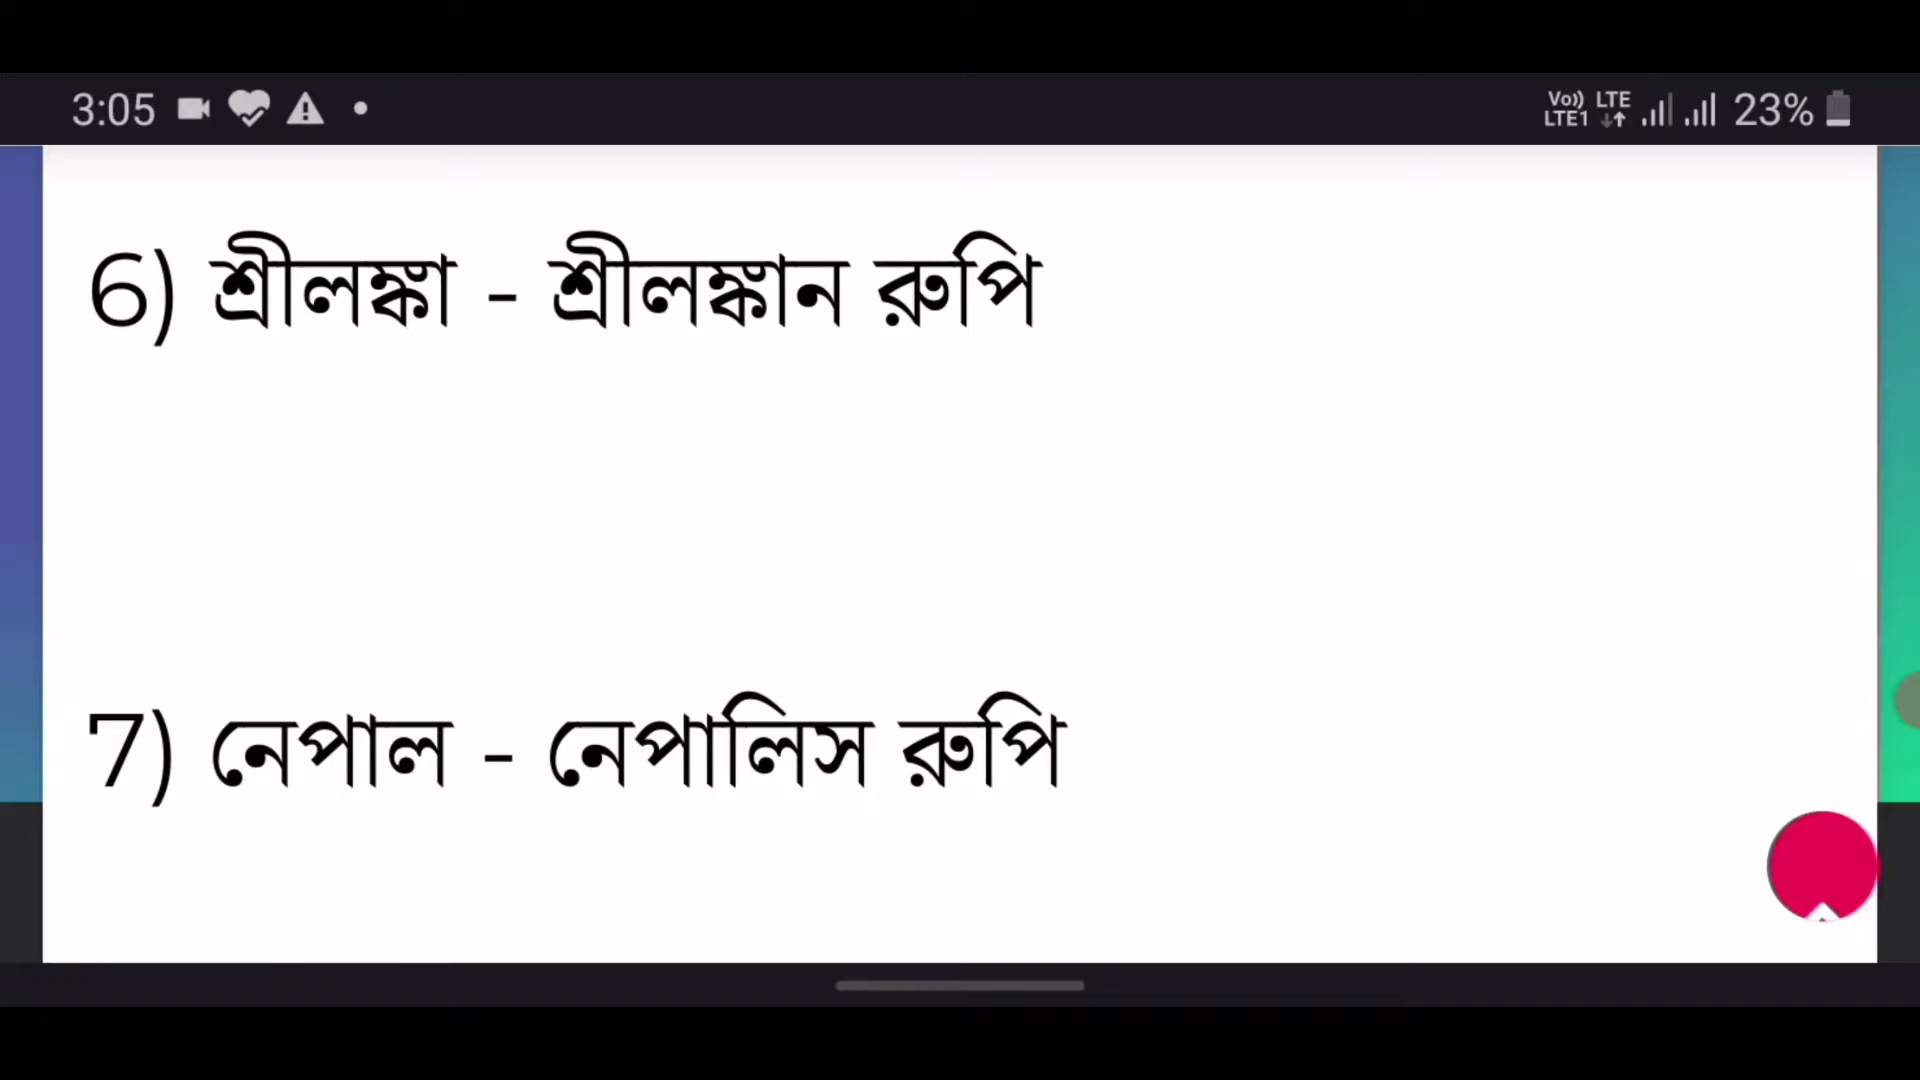 3:05
Vo)) LTE1 LTE 23%
6) শ্রীলঙ্কা - শ্রীলঙ্কান রুপি
7) নেপাল - নেপালিস রুপি